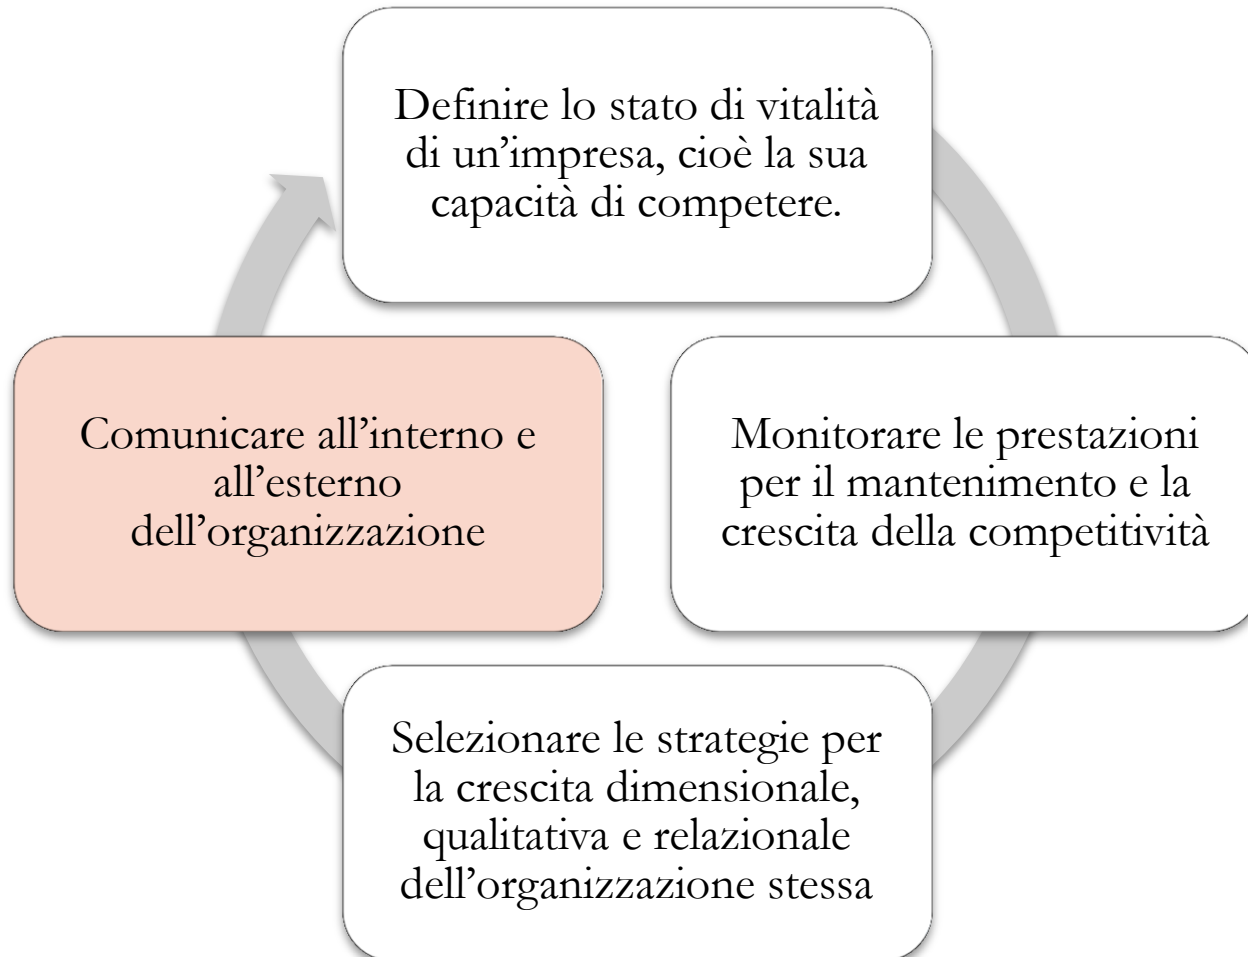 Definire lo stato di vitalità
di un’impresa, cioè la sua
capacità di competere.
Monitorare le prestazioni
per il mantenimento e la
crescita della competitività
Selezionare le strategie per
la crescita dimensionale,
qualitativa e relazionale
dell’organizzazione stessa
Comunicare all’interno e
all’esterno
dell’organizzazione